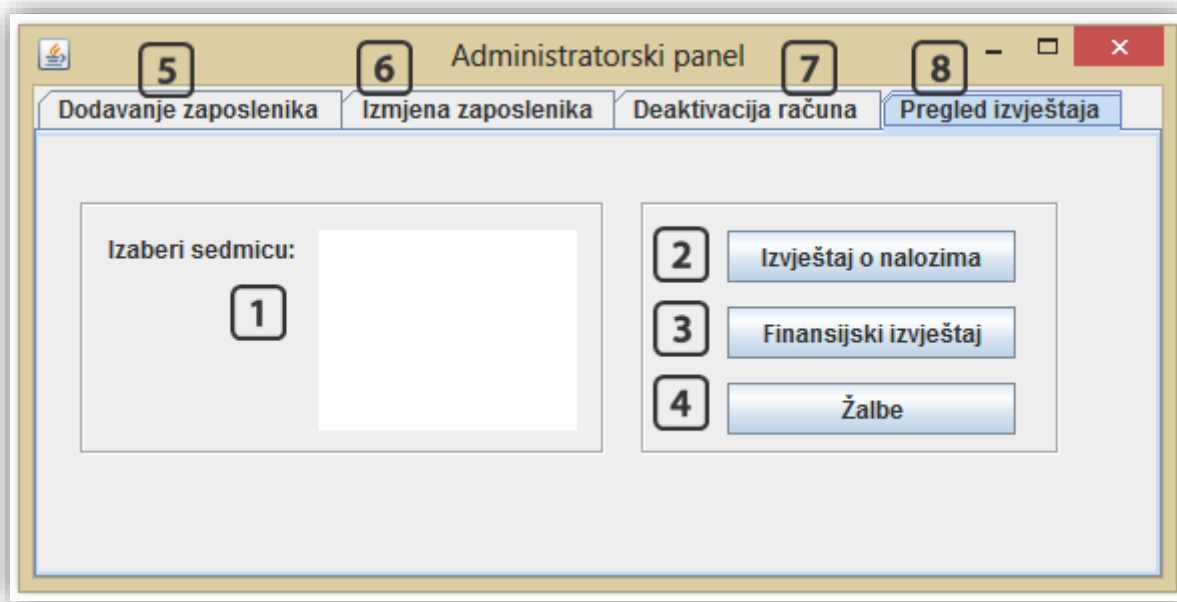 Administratorski panel
5 6 7 8
Dodavanje zaposlenika Izmjena zaposlenika Deaktivacija računa Pregled izvještaja
Izaberi sedmicu:
1
2 Izvještaj o nalozima
3 Finansijski izvještaj
4 Žalbe